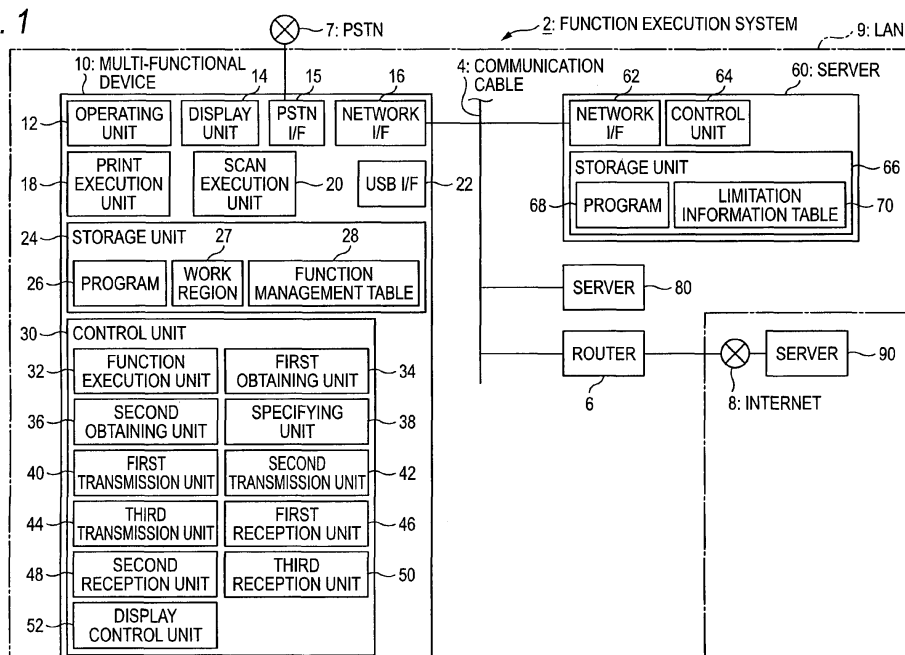 . 1
7: PSTN
2: FUNCTION EXECUTION SYSTEM
9: LAN
10: MULTI-FUNCTIONAL
DEVICE
14
15
16
4: COMMUNICATION
CABLE
62
64
60: SERVER
12
OPERATING
UNIT
DISPLAY
UNIT
PSTN
I/F
NETWORK
I/F
NETWORK
I/F
CONTROL
UNIT
18
PRINT
EXECUTION
UNIT
SCAN
EXECUTION
UNIT
20
USB I/F
22
STORAGE UNIT
66
68
PROGRAM
LIMITATION
INFORMATION TABLE
70
24
STORAGE UNIT
27
28
26
PROGRAM
WORK
REGION
FUNCTION
MANAGEMENT TABLE
SERVER
80
30
CONTROL UNIT
32
FUNCTION
EXECUTION UNIT
FIRST
OBTAINING UNIT
34
ROUTER
6
SERVER
90
8: INTERNET
36
SECOND
OBTAINING UNIT
SPECIFYING
UNIT
38
40
FIRST
TRANSMISSION UNIT
SECOND
TRANSMISSION UNIT
42
44
THIRD
TRANSMISSION UNIT
FIRST
RECEPTION UNIT
46
48
SECOND
RECEPTION UNIT
THIRD
RECEPTION UNIT
50
52
DISPLAY
CONTROL UNIT